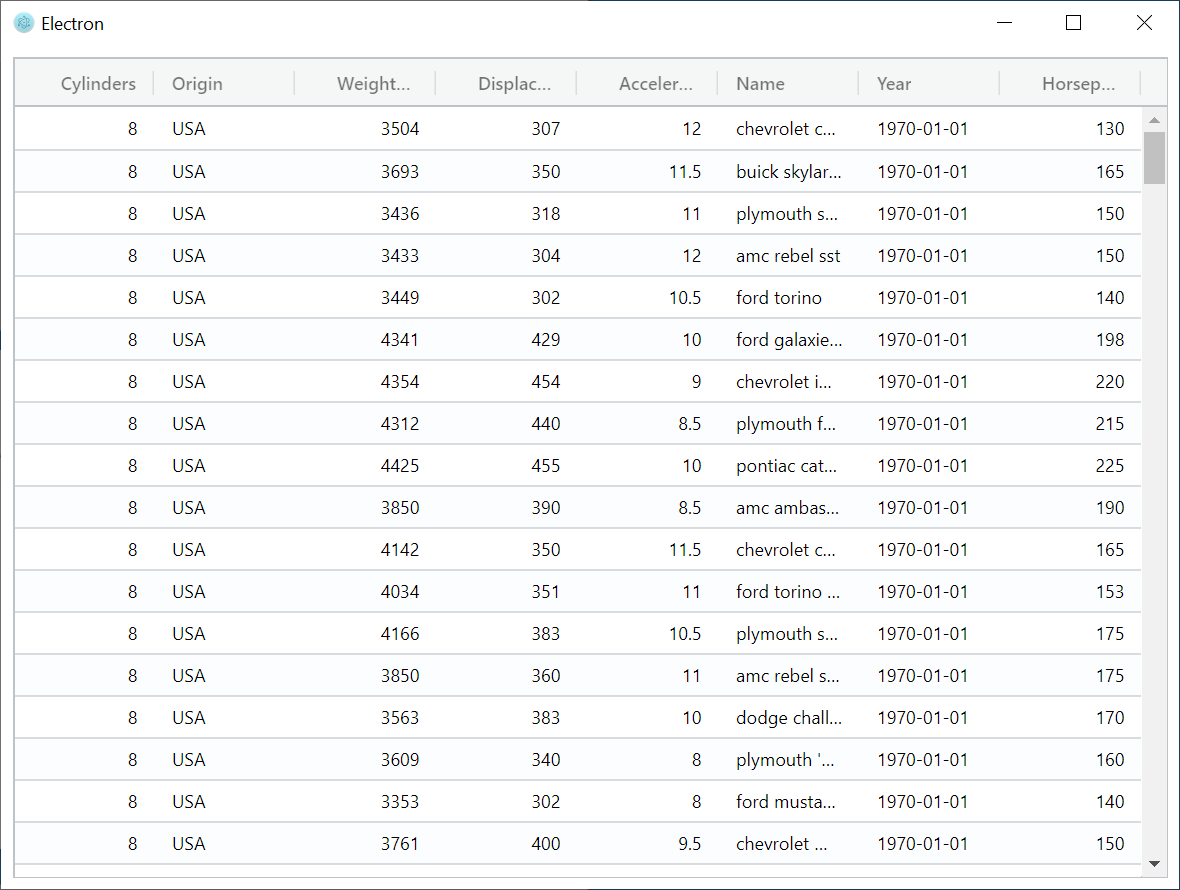 Electron
Cylinders Origin Weight... Displac... Acceler... Name Year Horsep...
8 USA 3504 307 12 chevrolet c... 1970-01-01 130
8 USA 3693 350 11.5 buick skylar... 1970-01-01 165
8 USA 3436 318 11 plymouth s... 1970-01-01 150
8 USA 3433 304 12 amc rebel sst 1970-01-01 150
8 USA 3449 302 10.5 ford torino 1970-01-01 140
8 USA 4341 429 10 ford galaxie... 1970-01-01 198
8 USA 4354 454 9 chevrolet i... 1970-01-01 220
8 USA 4312 440 8.5 plymouth f... 1970-01-01 215
8 USA 4425 455 10 pontiac cat... 1970-01-01 225
8 USA 3850 390 8.5 amc ambas... 1970-01-01 190
8 USA 4142 350 11.5 chevrolet c... 1970-01-01 165
8 USA 4034 351 11 ford torino ... 1970-01-01 153
8 USA 4166 383 10.5 plymouth s... 1970-01-01 175
8 USA 3850 360 11 amc rebel s... 1970-01-01 175
8 USA 3563 383 10 dodge chall... 1970-01-01 170
8 USA 3609 340 8 plymouth '... 1970-01-01 160
8 USA 3353 302 8 ford musta... 1970-01-01 140
8 USA 3761 400 9.5 chevrolet ... 1970-01-01 150